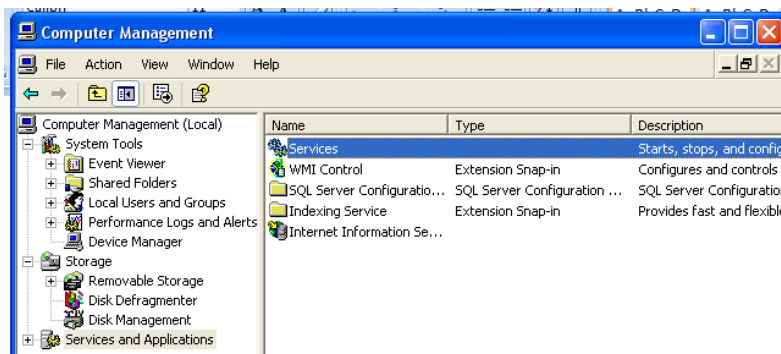 Computer Management
File Action View Window Help
Computer Management (Local)
System Tools
Event Viewer
Shared Folders
Local Users and Groups
Performance Logs and Alerts
Device Manager
Storage
Removable Storage
Disk Defragmenter
Disk Management
Services and Applications
Name Type Description
Services Starts, stops, and config
WMI Control Extension Snap-in Configures and controls
SQL Server Configuratio... SQL Server Configuration ... SQL Server Configuratio
Indexing Service Extension Snap-in Provides fast and flexibl
Internet Information Se...